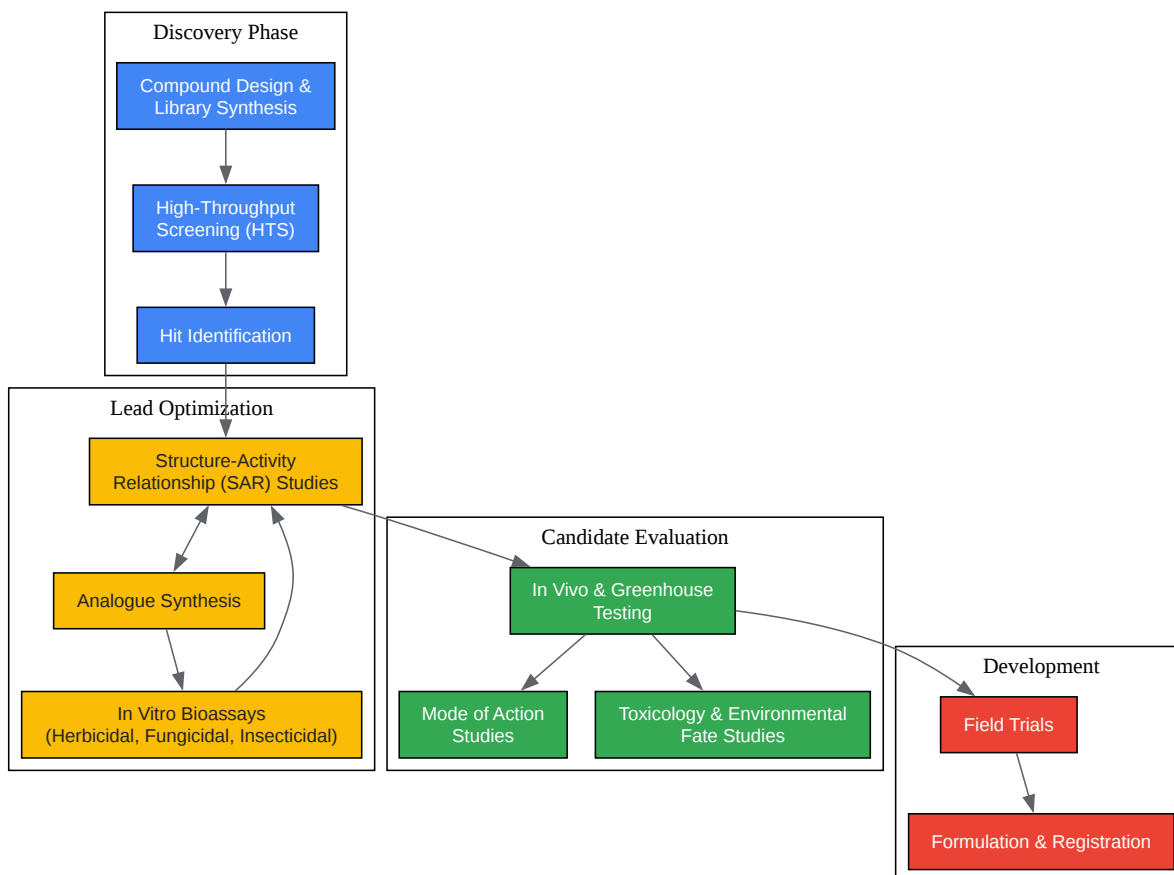 Discovery Phase
Compound Design &
Library Synthesis
High-Throughput
Screening (HTS)
Hit Identification
Lead Optimization
Structure-Activity
Relationship (SAR) Studies
Analogue Synthesis
In Vitro Bioassays
(Herbicidal, Fungicidal, Insecticidal)
Candidate Evaluation
In Vivo & Greenhouse
Testing
Mode of Action
Studies
Toxicology & Environmental
Fate Studies
Development
Field Trials
Formulation & Registration